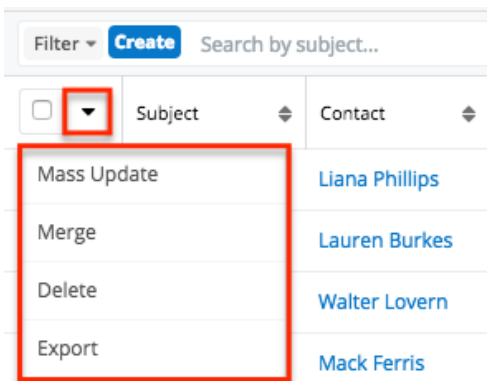 Filter Create Search by subject...
Subject Contact
Mass Update Liana Phillips
Merge Lauren Burkes
Delete Walter Lovern
Export Mack Ferris